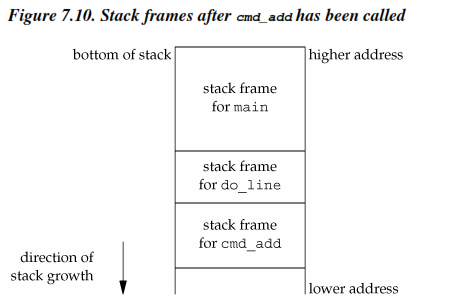 Figure 7.10. Stack frames after cmd_add has been called
bottom of stack
higher address
stack frame
for main
stack frame
for do_line
stack frame
for cmd_add
direction of
stack growth
lower address